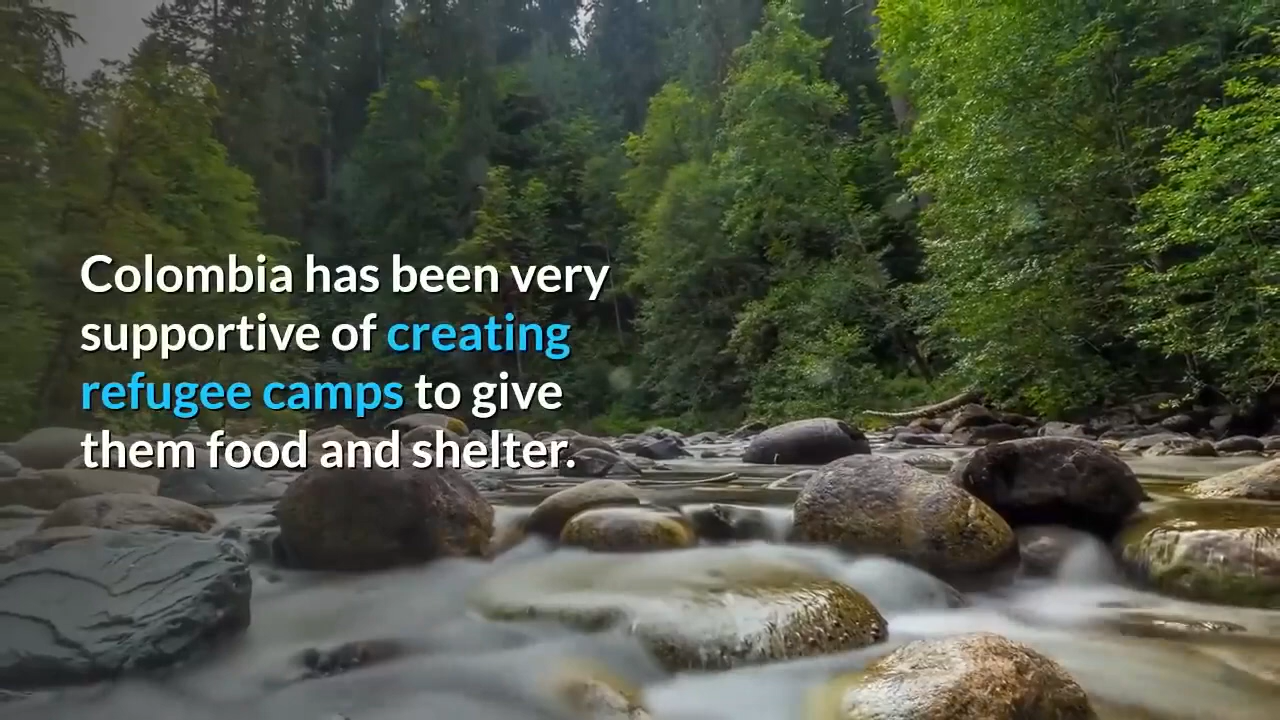 Colombia has been very
supportive of creating
refugee camps to give
them food and shelter.